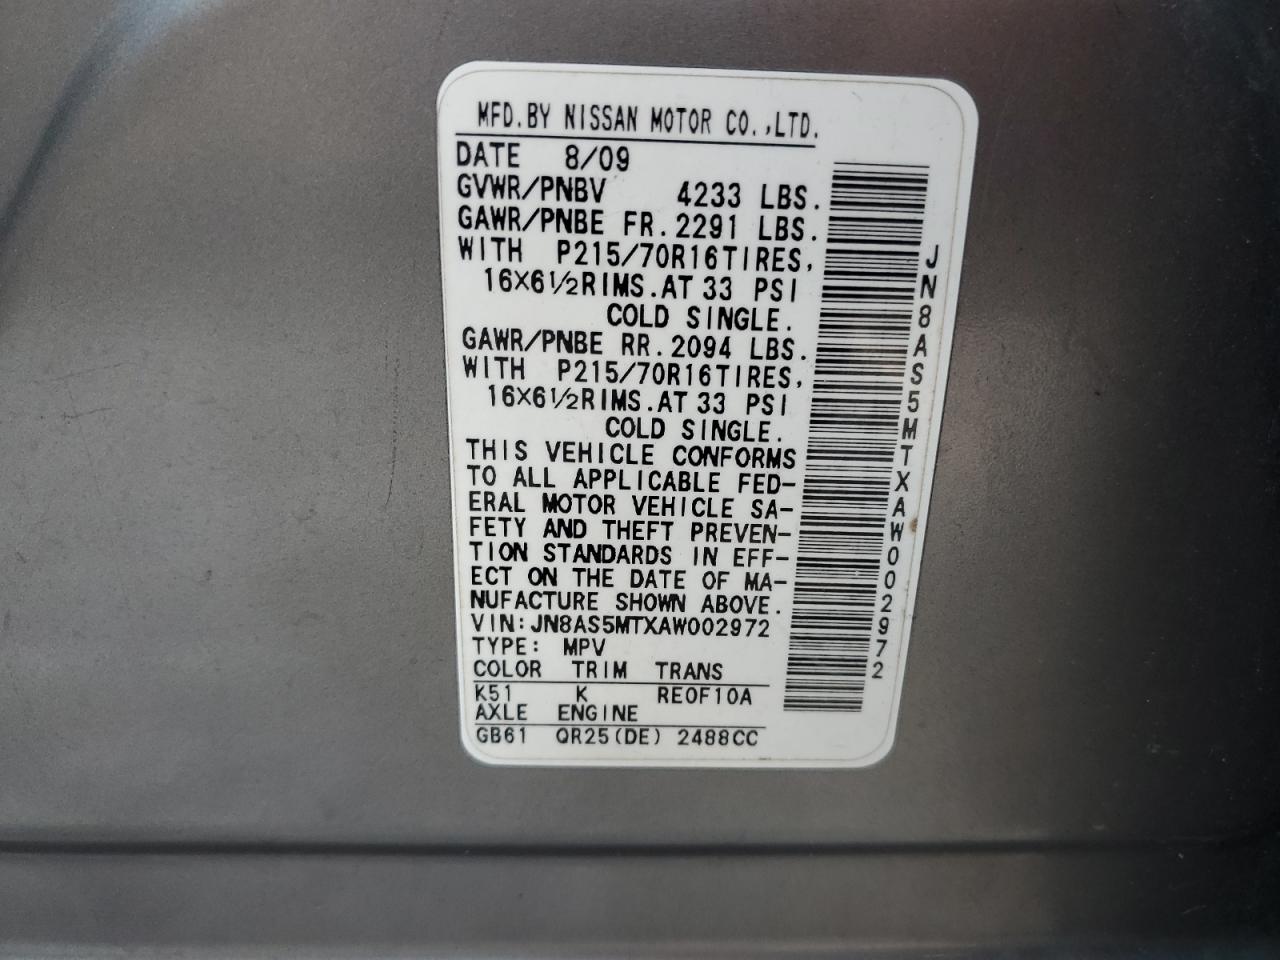 MFD.BY NISSAN MOTOR CO.,LTD.
DATE 8/09
GVWR/PNBV 4233 LBS.
GAWR/PNBE FR.2291 LBS.
WITH P215/70R16TIRES,
16X6½RIMS.AT 33 PSI
COLD SINGLE.
GAWR/PNBE RR.2094 LBS.
WITH P215/70R16TIRES,
16X6½RIMS.AT 33 PSI
COLD SINGLE.
THIS VEHICLE CONFORMS
TO ALL APPLICABLE FED-
ERAL MOTOR VEHICLE SA-
FETY AND THEFT PREVEN-
TION STANDARDS IN EFF-
ECT ON THE DATE OF MA-
NUFACTURE SHOWN ABOVE.
VIN:JN8AS5MTXAW002972
TYPE: MPV
COLOR TRIM TRANS
K51 K RE0F10A
AXLE ENGINE
GB61 QR25(DE) 2488CC
JN8AS5MTXAW002972